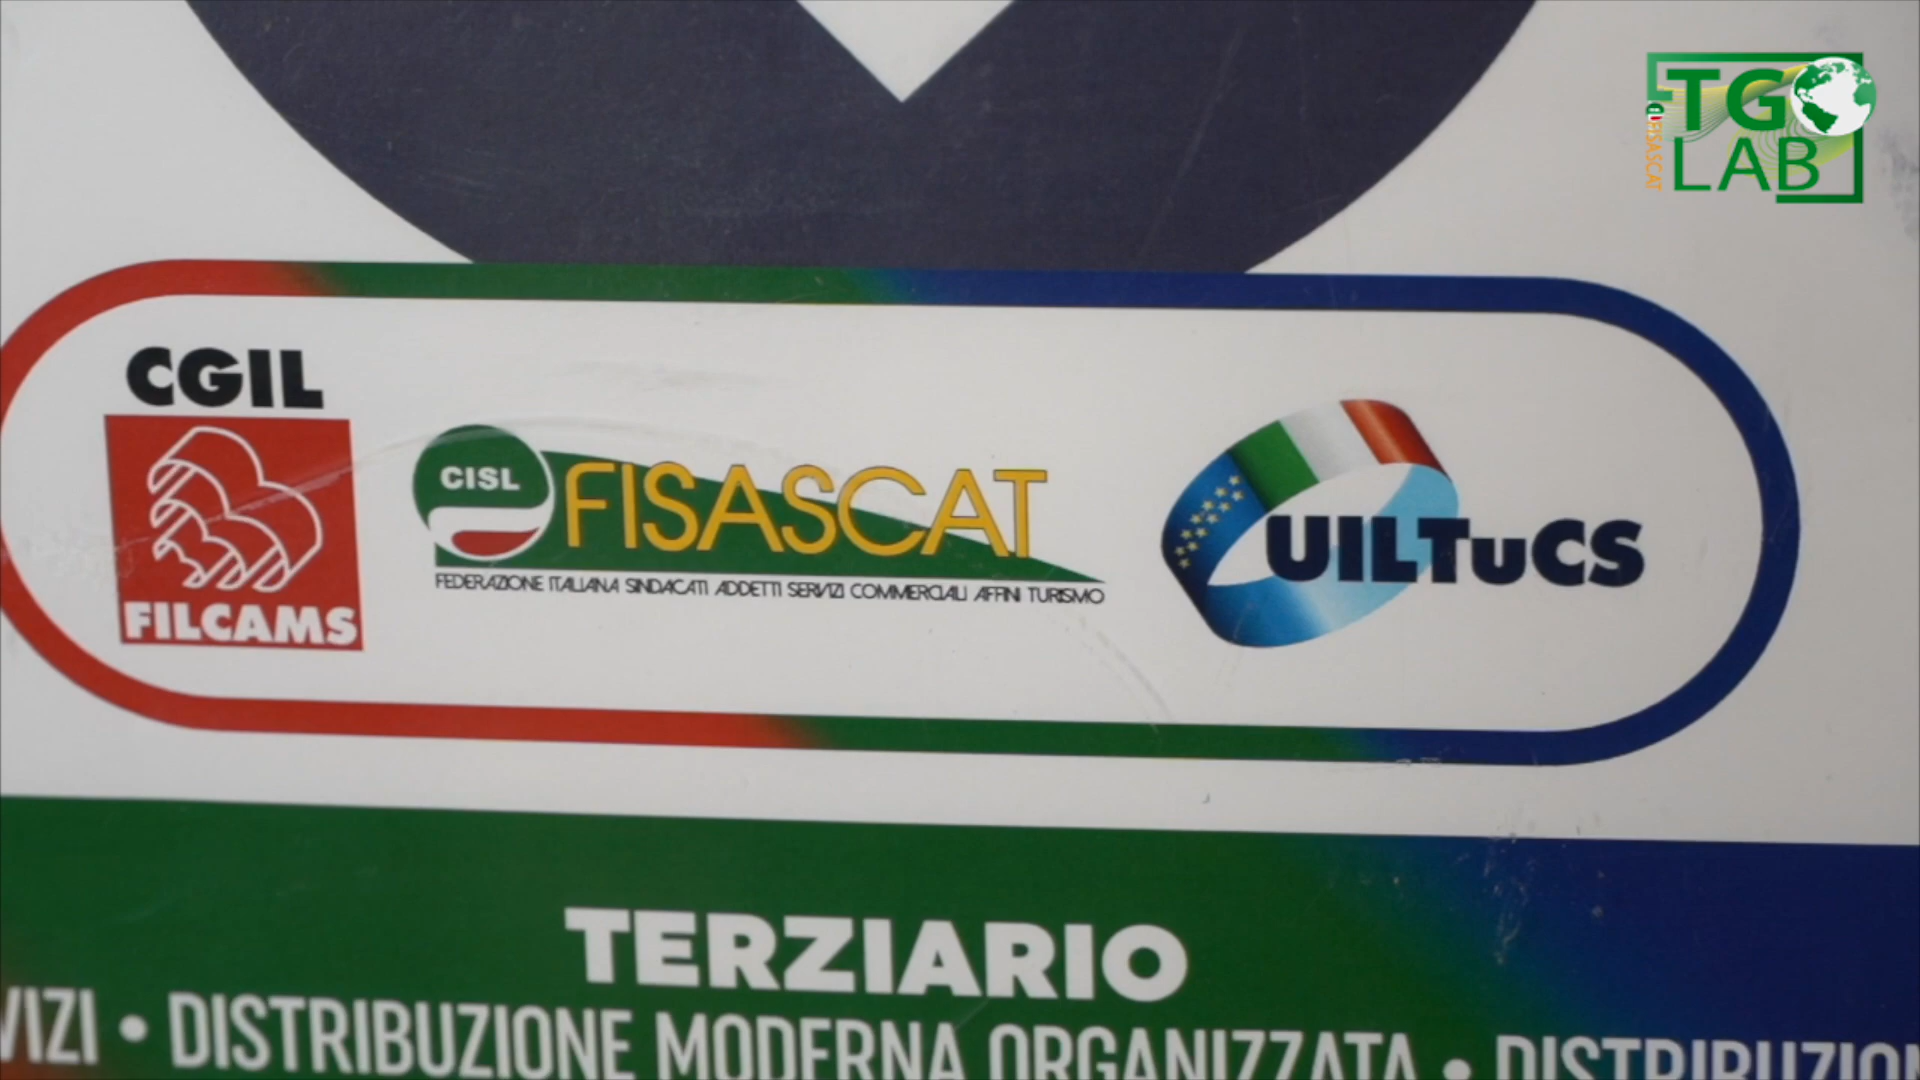 TG
LAB
FISASCAT
CGIL
FILCAMS
CISL
FISASCAT
FEDERAZIONE ITALIANA SINDACATI ADDETTI SERVIZI COMMERCIALI AFFINI TURISMO
UILTuCS
TERZIARIO
VIZI • DISTRIBUZIONE MODERNA ORGANIZZATA • DISTRIBUZION